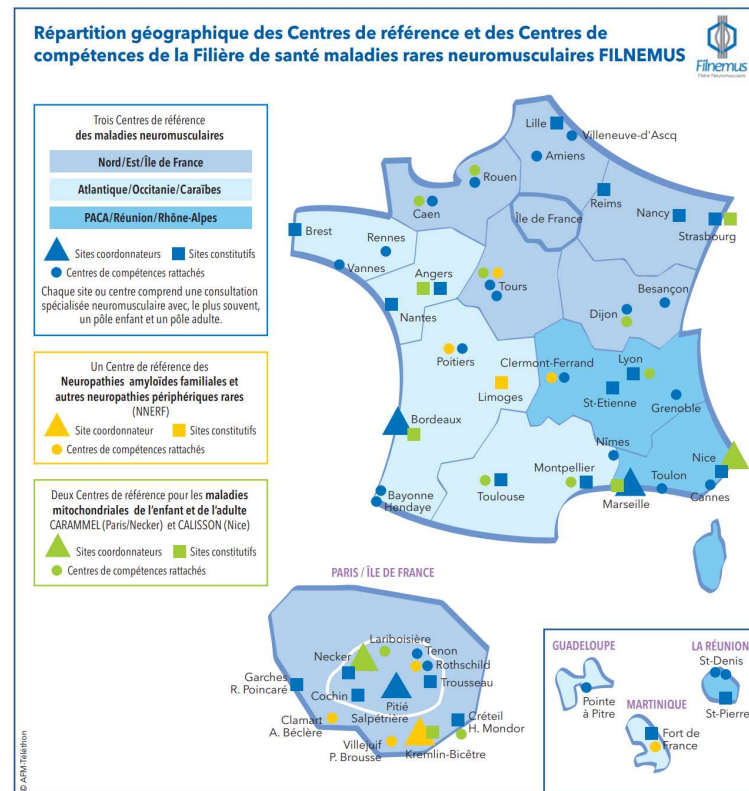 Répartition géographique des Centres de référence et des Centres de
compétences de la Filière de santé maladies rares neuromusculaires FILNEMUS
Filnemus
Filière Neuromusculaire
Trois Centres de référence
des maladies neuromusculaires
Nord/Est/Île de France
Atlantique/Occitanie/Caraïbes
PACA/Réunion/Rhône-Alpes
Sites coordonnateurs
Sites constitutifs
Centres de compétences rattachés
Chaque site ou centre comprend une consultation
spécialisée neuromusculaire avec, le plus souvent,
un pôle enfant et un pôle adulte.
Un Centre de référence des
Neuropathies amyloïdes familiales et
autres neuropathies périphériques rares
(NNERF)
Site coordonnateur
Sites constitutifs
Centres de compétences rattachés
Deux Centres de référence pour les maladies
mitochondriales de l'enfant et de l'adulte
CARAMMEL (Paris/Necker) et CALISSON (Nice)
Sites coordonnateurs
Sites constitutifs
Centres de compétences rattachés
Lille
Villeneuve-d'Ascq
Amiens
Rouen
Caen
Île de France
Reims
Nancy
Strasbourg
Brest
Rennes
Vannes
Angers
Nantes
Tours
Besançon
Dijon
Poitiers
Clermont-Ferrand
Lyon
Limoges
St-Etienne
Grenoble
Bordeaux
Nîmes
Nice
Bayonne
Hendaye
Toulouse
Montpellier
Marseille
Toulon
Cannes
PARIS / ÎLE DE FRANCE
Lariboisière
Necker
Tenon
Rothschild
Garches
R. Poincaré
Cochin
Pitié
Salpétrière
Trousseau
Clamart
A. Béclère
Créteil
H. Mondor
Villejuif
P. Brousse
Kremlin-Bicêtre
GUADELOUPE
Pointe
à Pitre
MARTINIQUE
Fort de
France
LA RÉUNION
St-Denis
St-Pierre
© AFM-Téléthon